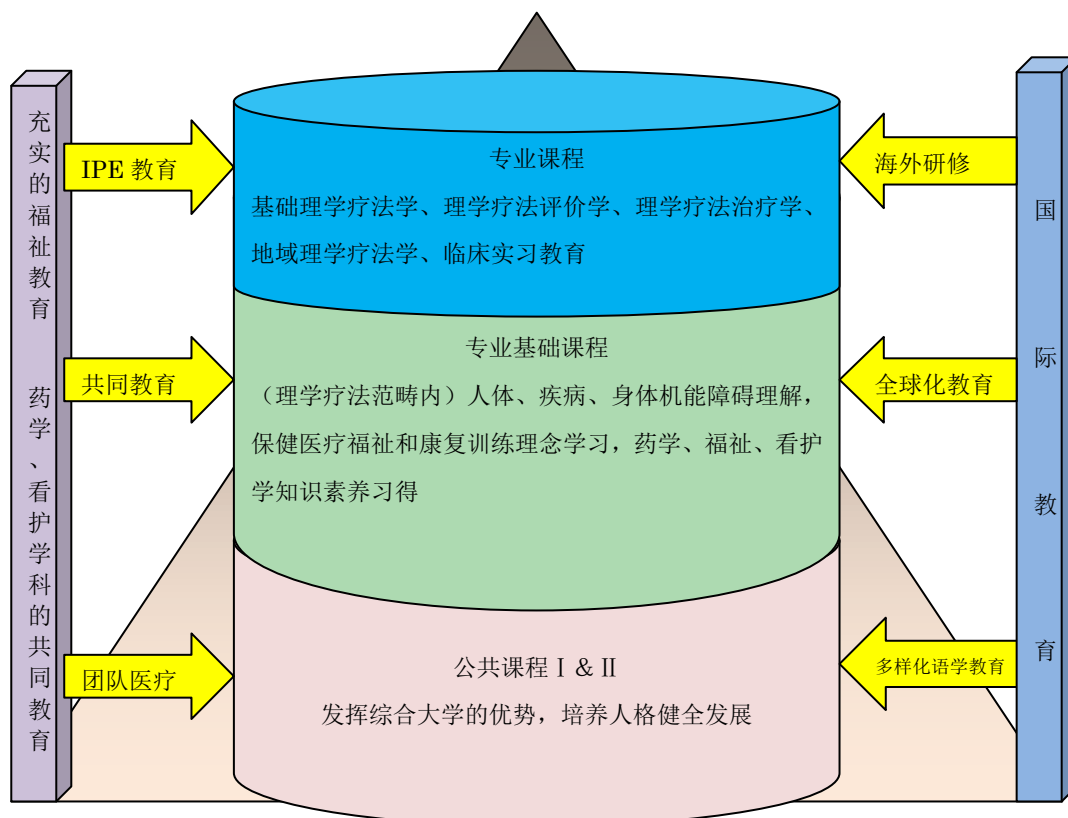 充实的福祉教育 药学、看护学科的共同教育
IPE 教育
共同教育
团队医疗
专业课程
基础理学疗法学、理学疗法评价学、理学疗法治疗学、
地域理学疗法学、临床实习教育
专业基础课程
（理学疗法范畴内）人体、疾病、身体机能障碍理解，
保健医疗福祉和康复训练理念学习，药学、福祉、看护
学知识素养习得
公共课程 I & II
发挥综合大学的优势，培养人格健全发展
海外研修
全球化教育
多样化语学教育
国际教育